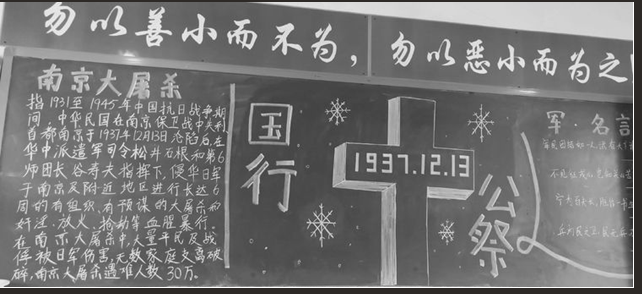 勿以善小而不为，勿以恶小而为之
南京大屠杀
指1931至1945年中国抗日战争期
间，中华民国在南京保卫战中失利
首都南京于1937年12月13日沦陷后，在
华中派遣军司令松井石根和第6
师团长谷寿夫指挥下，侵华日军
于南京及附近地区进行长达6
周的有组织、有预谋的大屠杀和
奸淫、放火、抢劫等血腥暴行。
在南京大屠杀中，大量平民及战
俘被日军伤害，无数家庭支离破
碎，南京大屠杀遇难人数30万。
国行
1937.12.13
公祭
军·名言